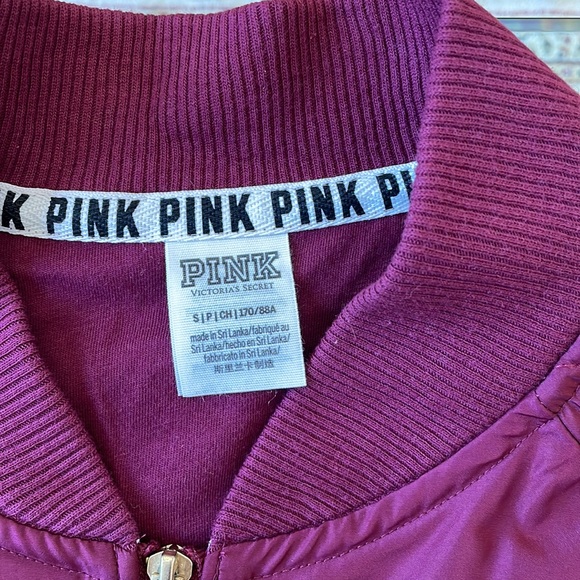 K PINK PINK PINK PIN
PINK
VICTORIA'S SECRET
S|P|CH|170/88A
made in Sri Lanka/fabriqué au
Sri Lanka/hecho en Sri Lanka/
fabbricato in Sri Lanka/
斯里兰卡制造